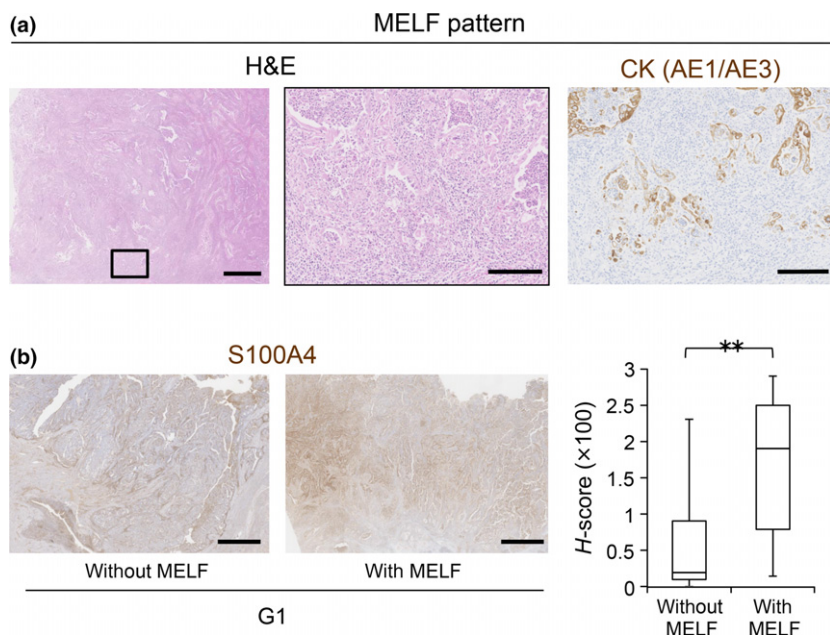 (a)
MELF pattern
H&E
CK (AE1/AE3)
(b)
S100A4
Without MELF
With MELF
G1
**
H-score (×100)
3
2.5
2
1.5
1
0.5
0
Without
MELF
With
MELF